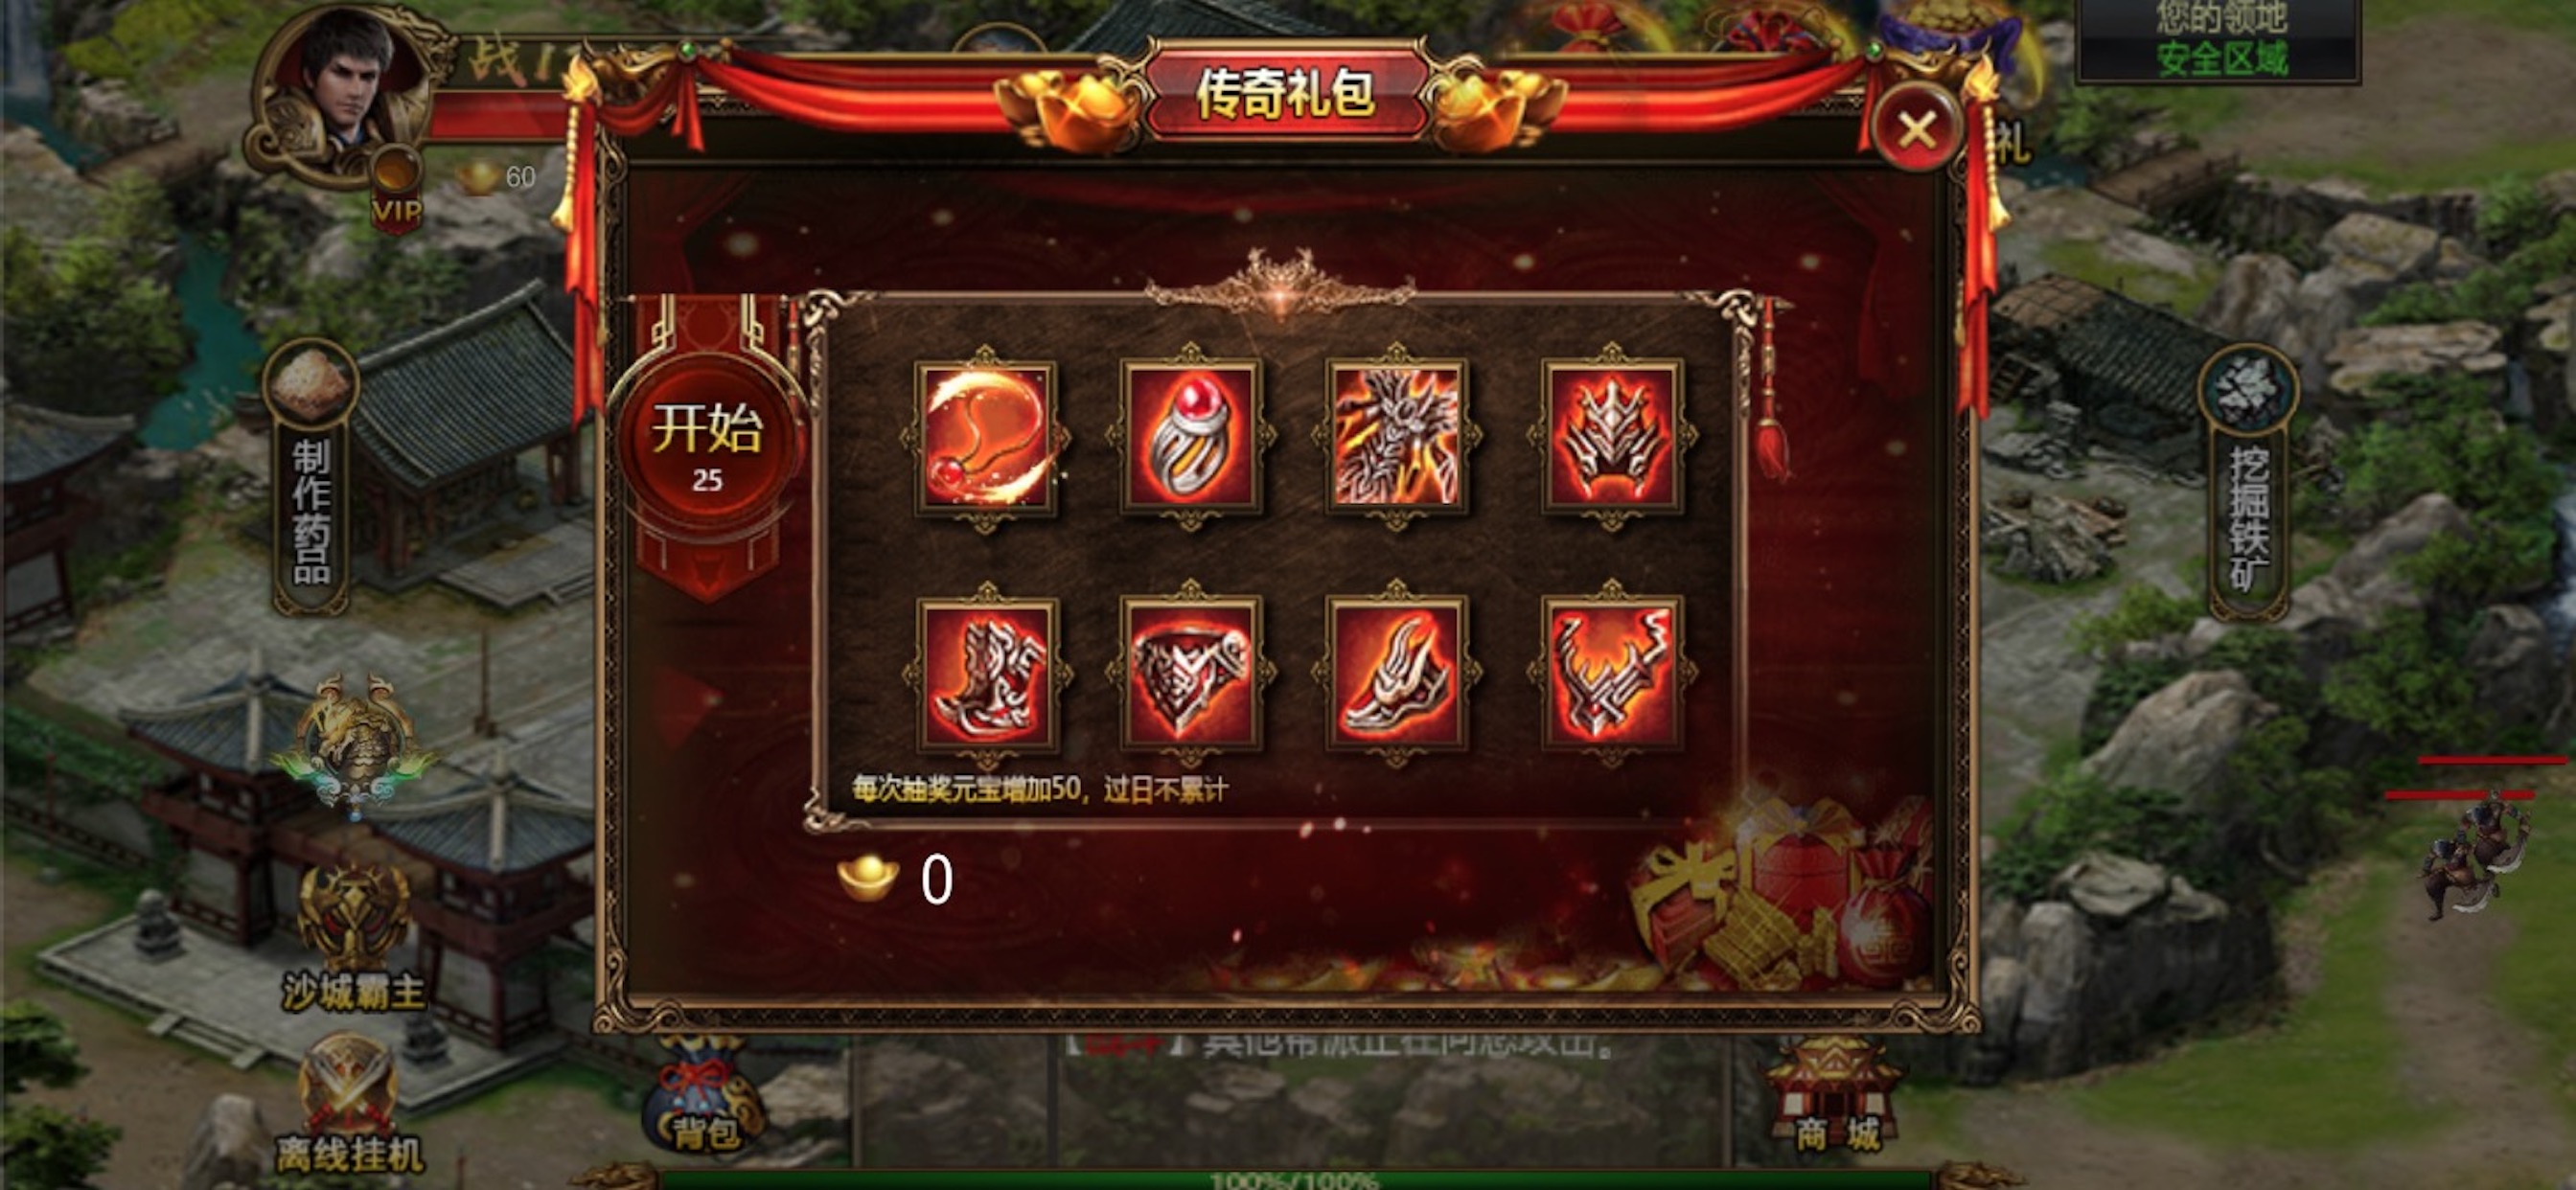 您的领地
安全区域
传奇礼包
60
VIP
开始
25
制作药品
挖掘铁矿
每次抽奖元宝增加50，过日不累计
0
沙城霸主
离线挂机
背包
商城
100%/100%